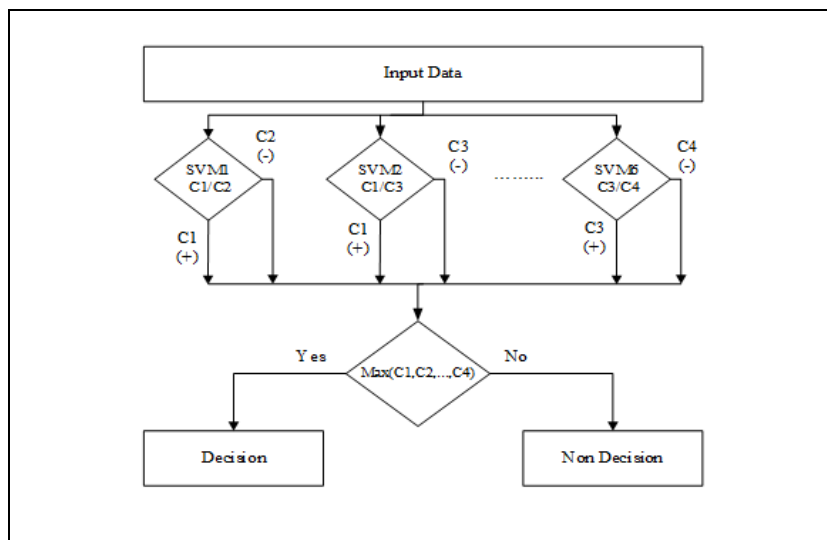 Input Data
C2
(-)
C3
(-)
C4
(-)
SVM1
C1/C2
SVM2
C1/C3
.........
SVM6
C3/C4
C1
(+)
C1
(+)
C3
(+)
Yes
No
Max(C1,C2,...,C4)
Decision
Non Decision